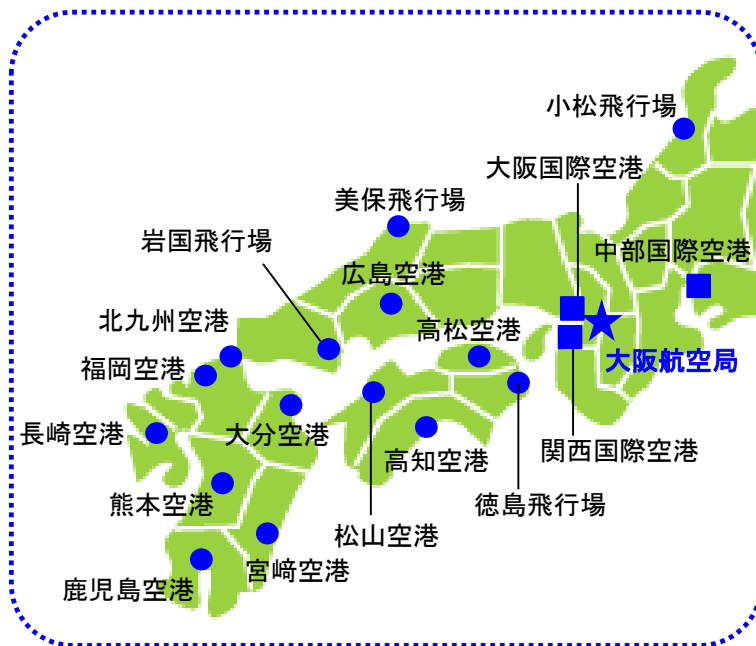 小松飛行場
大阪国際空港
美保飛行場
岩国飛行場
中部国際空港
広島空港
北九州空港
高松空港
福岡空港
大阪航空局
長崎空港
大分空港
関西国際空港
高知空港
熊本空港
徳島飛行場
松山空港
宮﨑空港
鹿児島空港